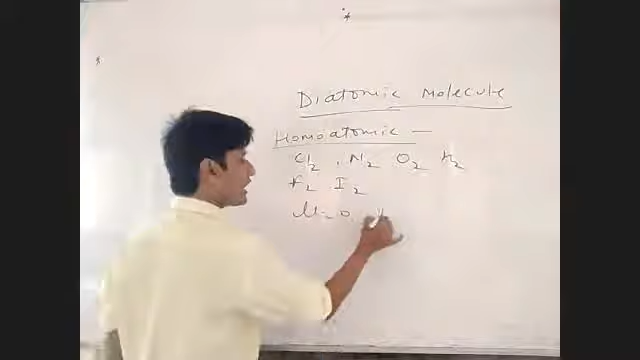 Diatomic Molecule
Homoatomic —
Cl₂, N₂ O₂ H₂
F₂ I₂
μ = 0